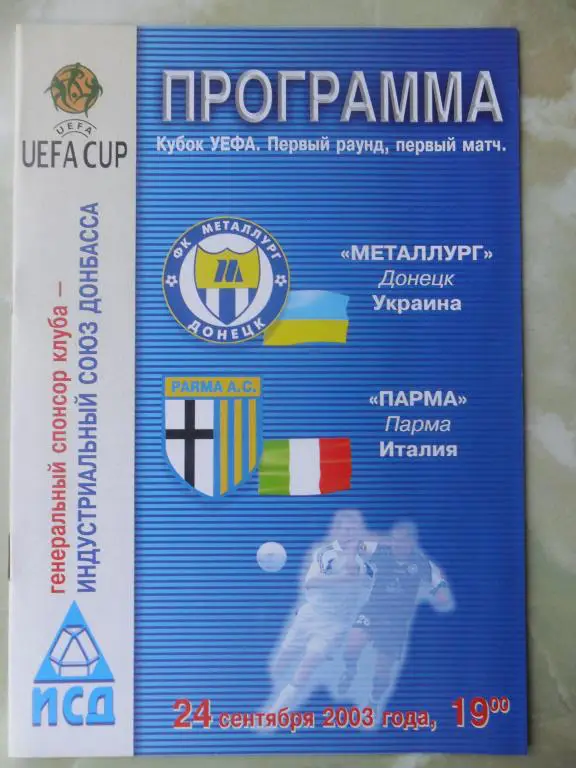 UEFA
UEFA CUP
генеральный спонсор клуба –
ИНДУСТРИАЛЬНЫЙ СОЮЗ ДОНБАССА
ИСД
ПРОГРАММА
Кубок УЕФА. Первый раунд, первый матч.
ФК МЕТАЛЛУРГ
М
ДОНЕЦК
«МЕТАЛЛУРГ»
Донецк
Украина
PARMA A.C.
«ПАРМА»
Парма
Италия
24 сентября 2003 года, 19⁰⁰